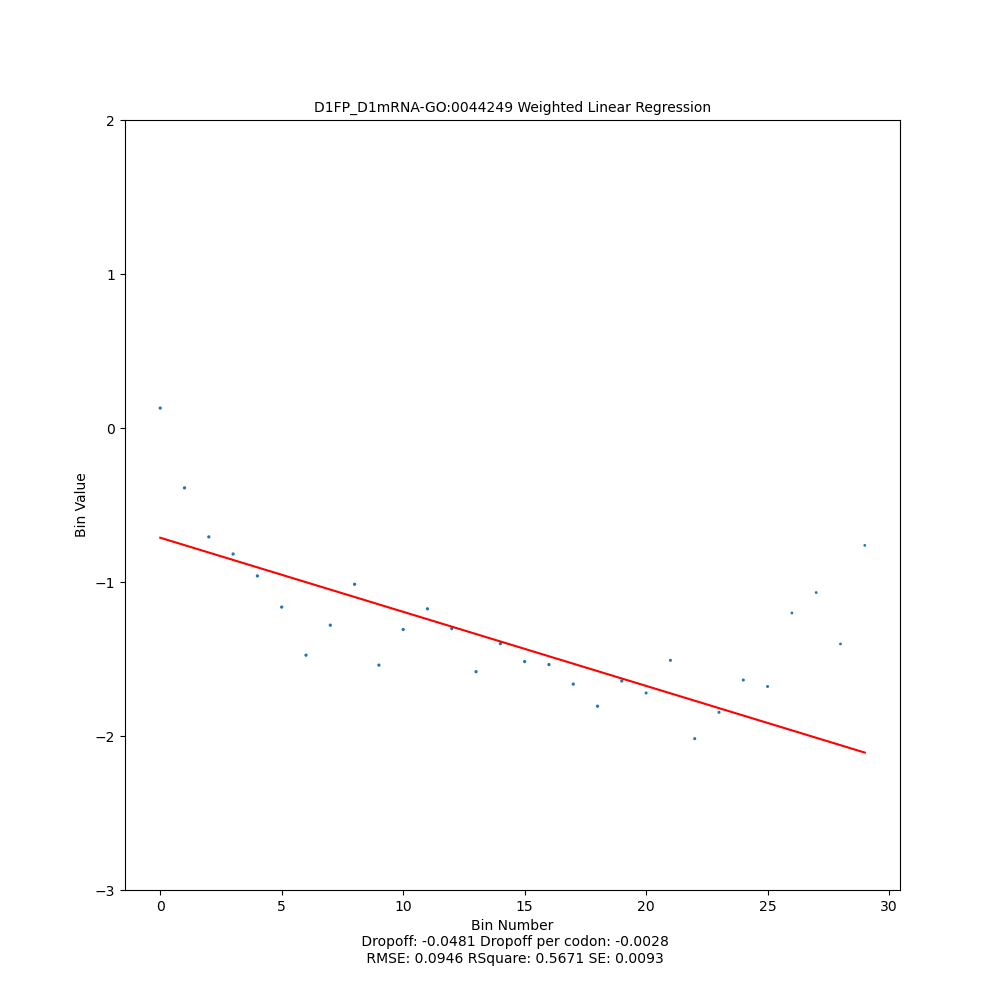 D1FP_D1mRNA-GO:0044249 Weighted Linear Regression
2
1
0
−1
−2
−3
Bin Value
0 5 10 15 20 25 30
Bin Number
Dropoff: -0.0481 Dropoff per codon: -0.0028
RMSE: 0.0946 RSquare: 0.5671 SE: 0.0093